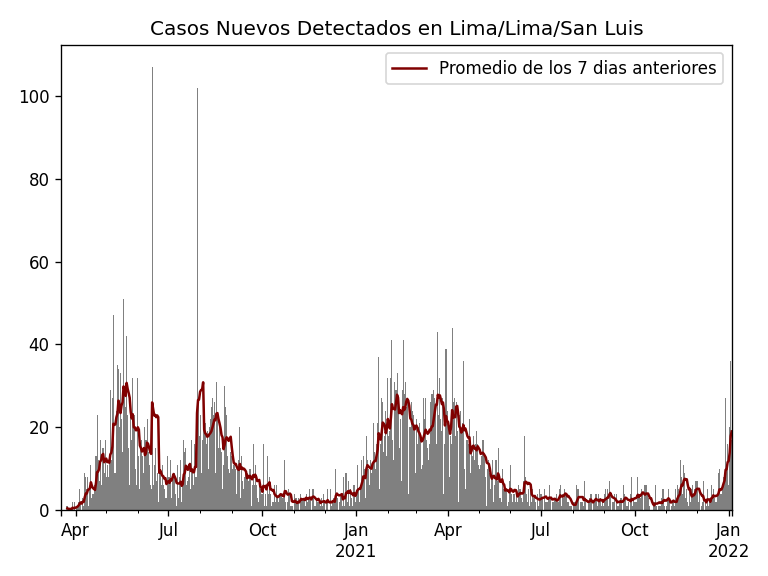 Casos Nuevos Detectados en Lima/Lima/San Luis
Promedio de los 7 dias anteriores
100
80
60
40
20
0
Apr Jul Oct Jan Apr Jul Oct Jan
2021 2022